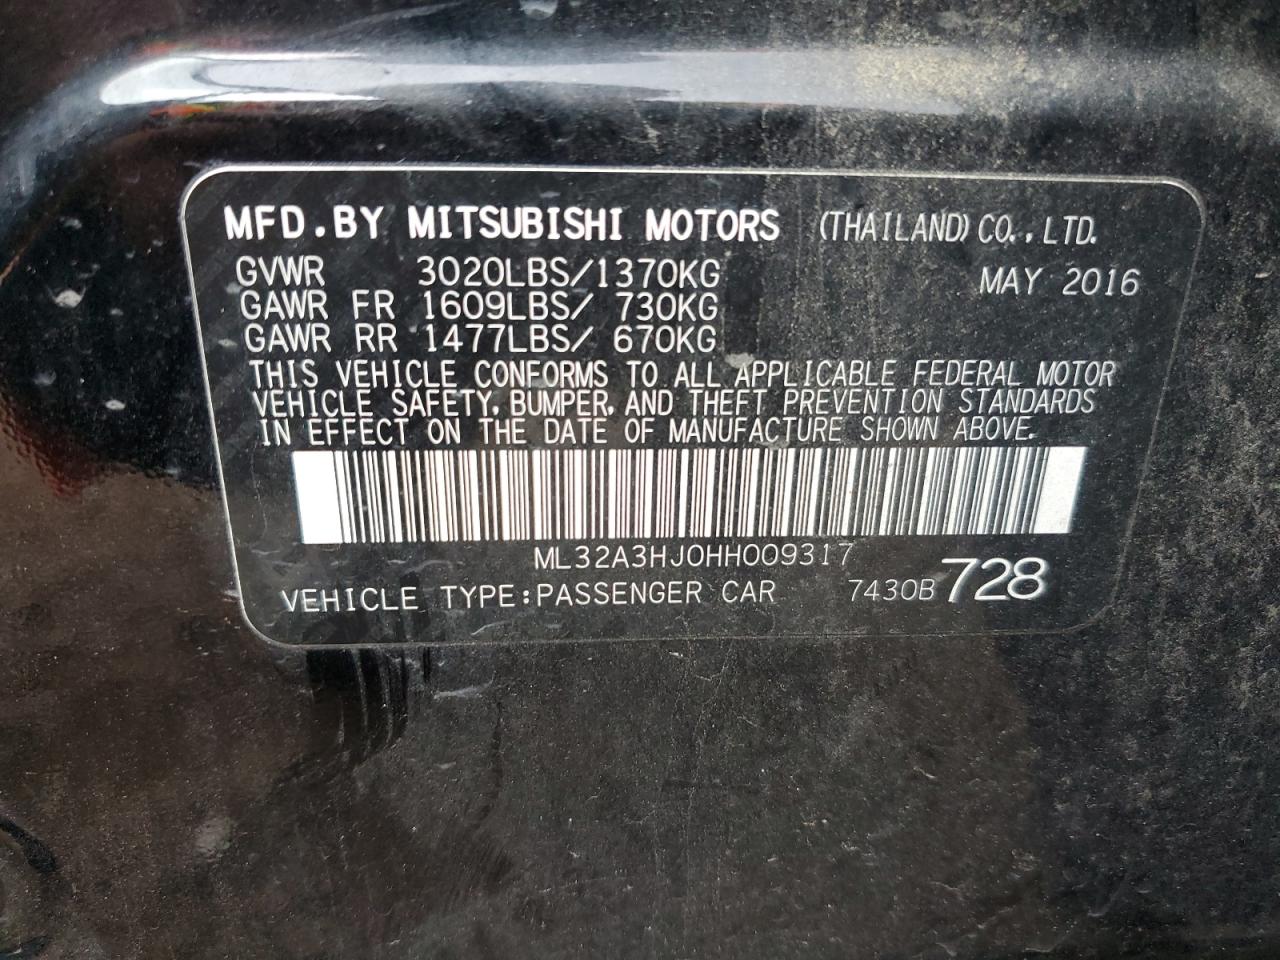 MFD.BY MITSUBISHI MOTORS (THAILAND) CO., LTD.
GVWR 3020LBS/1370KG MAY 2016
GAWR FR 1609LBS/ 730KG
GAWR RR 1477LBS/ 670KG
THIS VEHICLE CONFORMS TO ALL APPLICABLE FEDERAL MOTOR
VEHICLE SAFETY, BUMPER, AND THEFT PREVENTION STANDARDS
IN EFFECT ON THE DATE OF MANUFACTURE SHOWN ABOVE.
ML32A3HJ0HH009317
VEHICLE TYPE:PASSENGER CAR 7430B 728